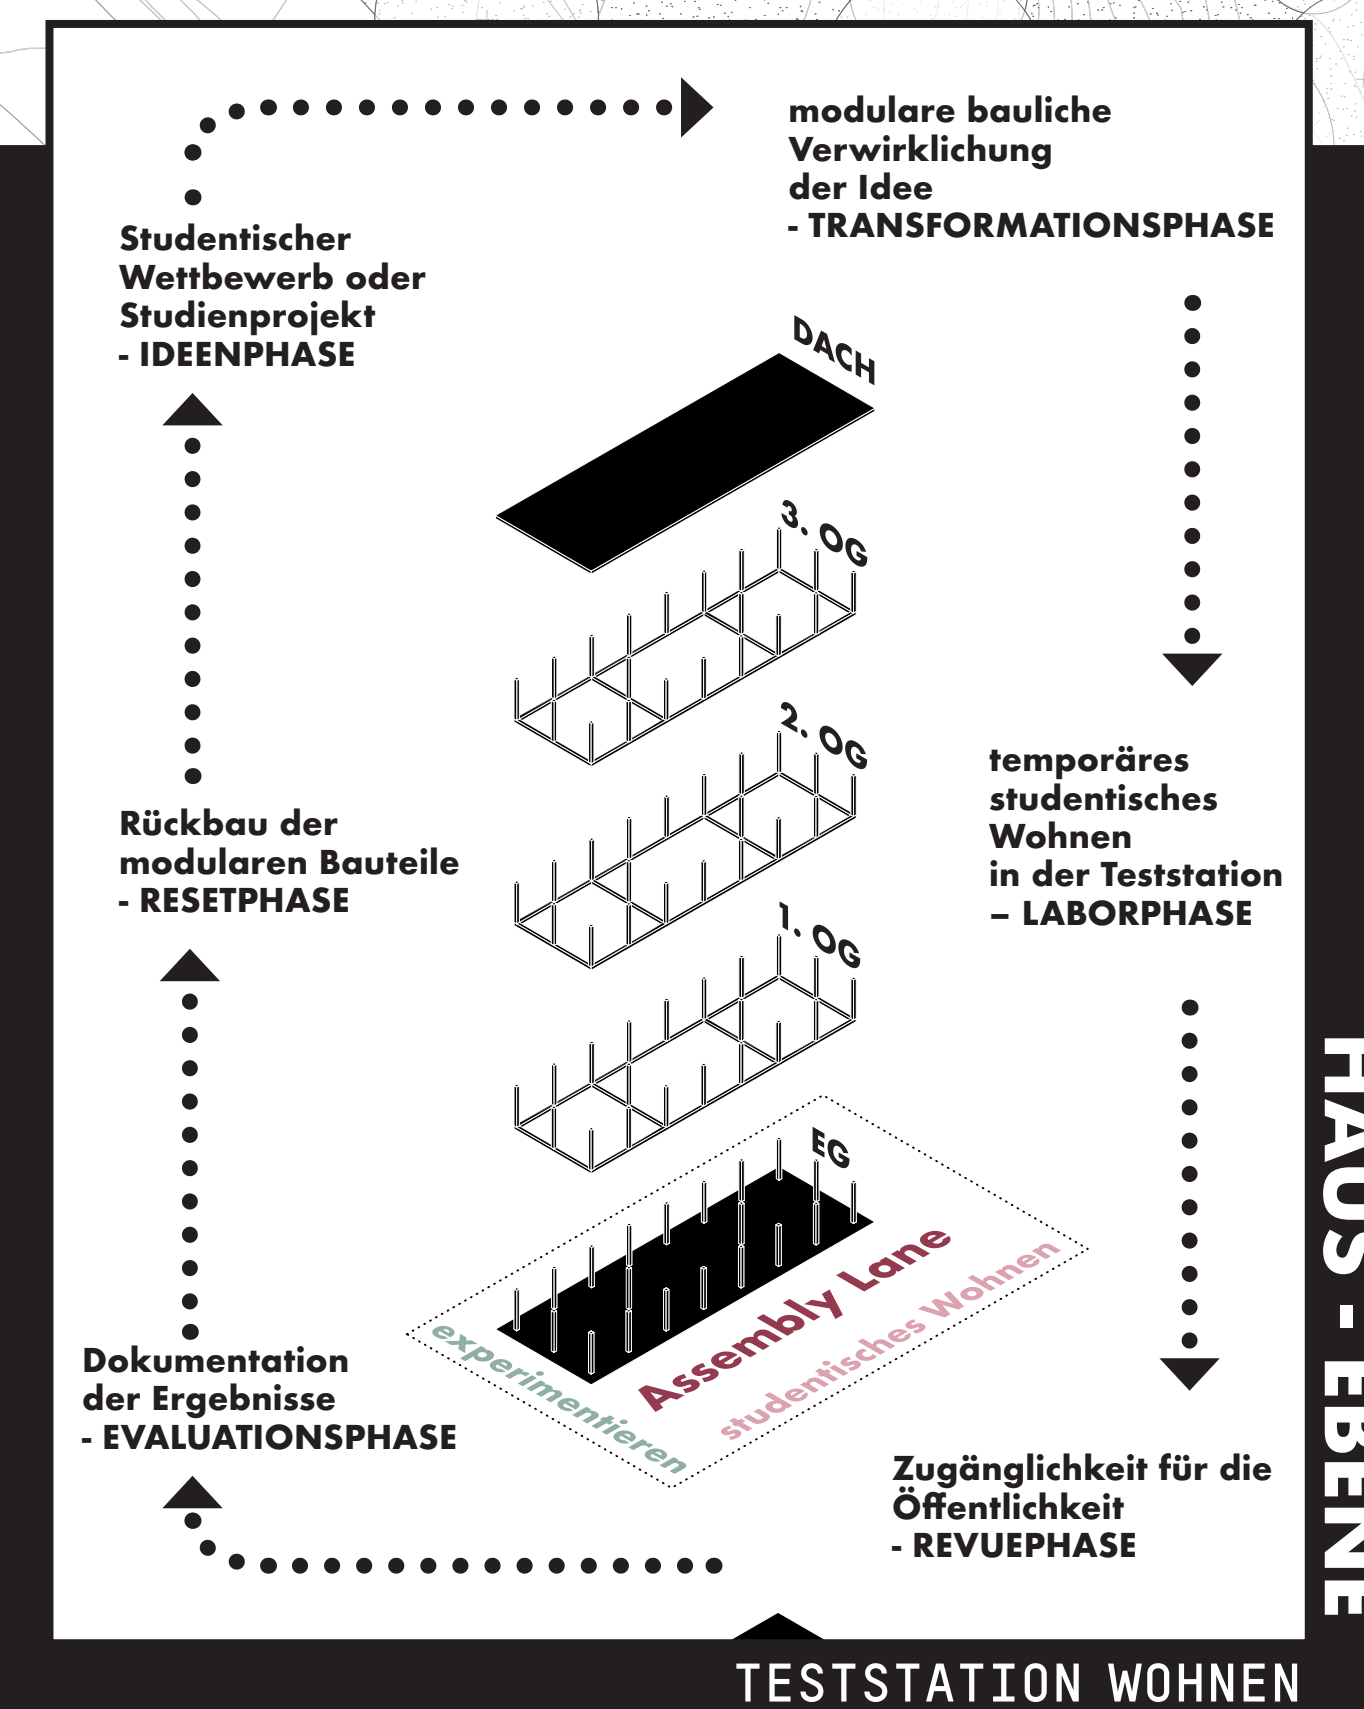 modulare bauliche
Verwirklichung
der Idee
- TRANSFORMATIONSPHASE
Studentischer
Wettbewerb oder
Studienprojekt
- IDEENPHASE
DACH
3. OG
2. OG
temporäres
studentisches
Wohnen
in der Teststation
– LABORPHASE
Rückbau der
modularen Bauteile
- RESETPHASE
1. OG
EG
Assembly Lane
studentisches Wohnen
experimentieren
Dokumentation
der Ergebnisse
- EVALUATIONSPHASE
Zugänglichkeit für die
Öffentlichkeit
- REVUEPHASE
HAUS - EBENE
TESTSTATION WOHNEN